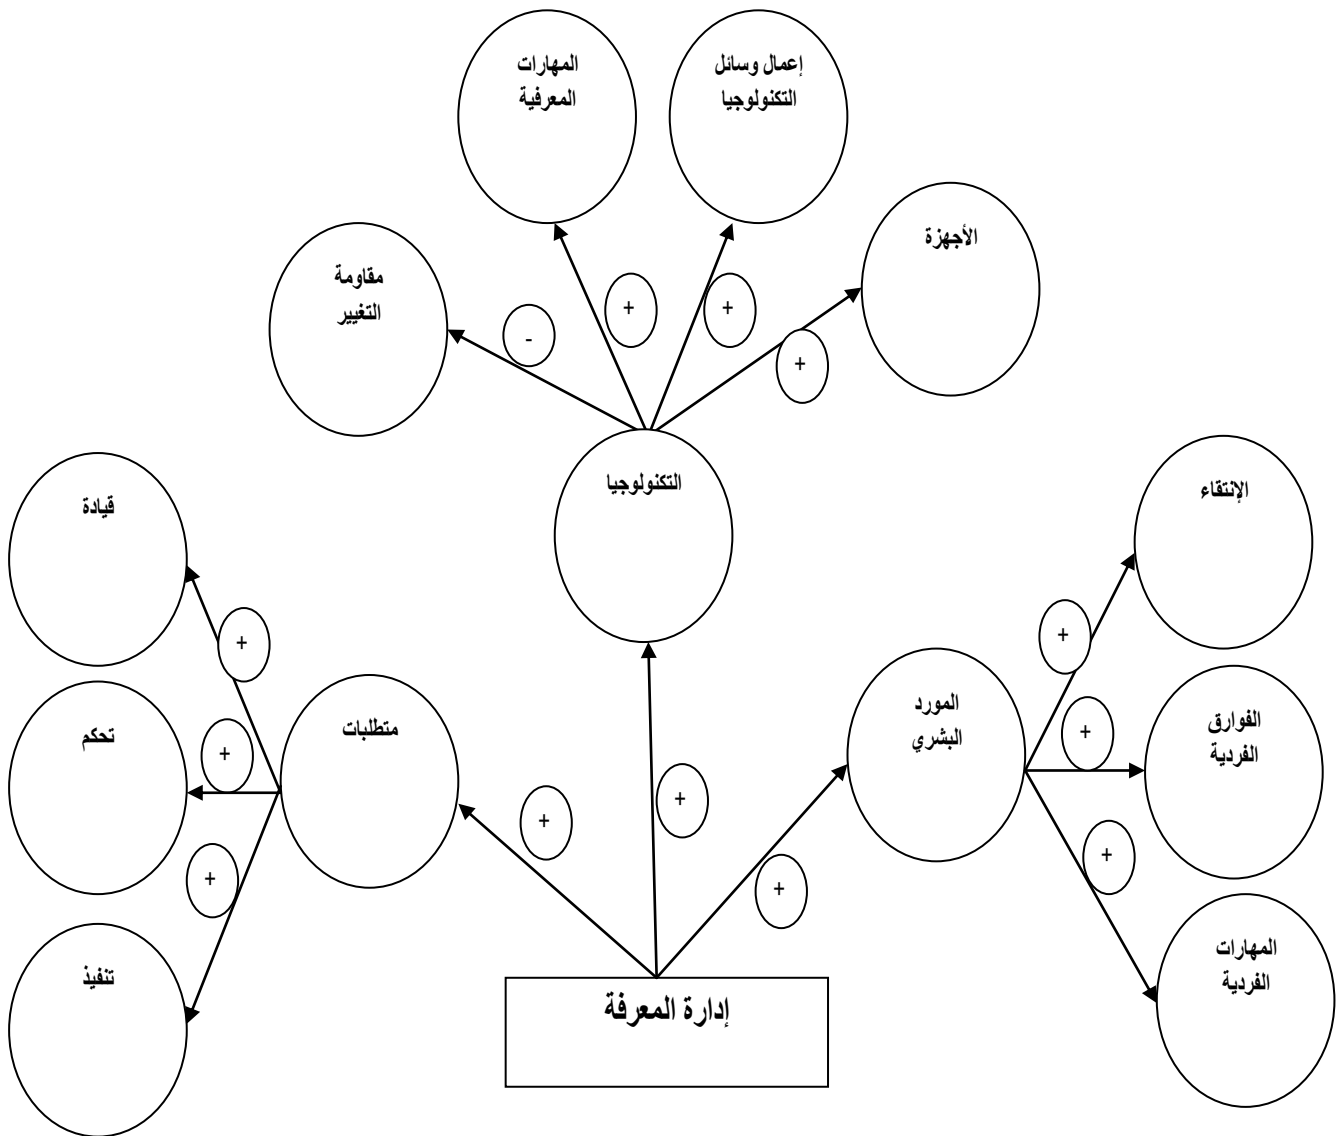 المهارات
المعرفية
إعمال وسائل
التكنولوجيا
الأجهزة
مقاومة
التغيير
-
+
+
+
التكنولوجيا
الإنتقاء
قيادة
+
+
الفوارق
الفردية
المورد
البشري
متطلبات
تحكم
+
+
+
+
+
+
+
المهارات
الفردية
تنفيذ
إدارة المعرفة